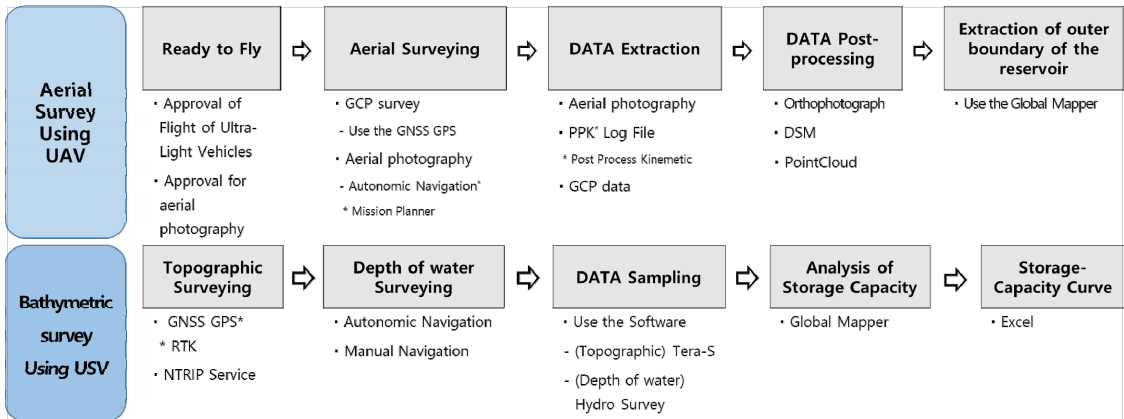 Aerial
Survey
Using
UAV
Ready to Fly
· Approval of
Flight of Ultra-
Light Vehicles
· Approval for
aerial
photography
Aerial Surveying
· GCP survey
- Use the GNSS GPS
· Aerial photography
- Autonomic Navigation*
* Mission Planner
DATA Extraction
· Aerial photography
· PPK* Log File
* Post Process Kinemetic
· GCP data
DATA Post-
processing
· Orthophotograph
· DSM
· PointCloud
Extraction of outer
boundary of the
reservoir
· Use the Global Mapper
Bathymetric
survey
Using USV
Topographic
Surveying
· GNSS GPS*
* RTK
· NTRIP Service
Depth of water
Surveying
· Autonomic Navigation
· Manual Navigation
DATA Sampling
· Use the Software
- (Topographic) Tera-S
- (Depth of water)
Hydro Survey
Analysis of
Storage Capacity
· Global Mapper
Storage-
Capacity Curve
· Excel